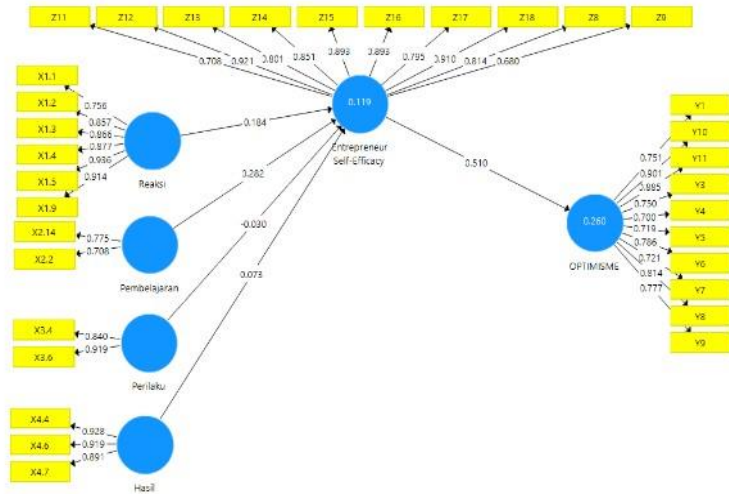 Z11 Z12 Z13 Z14 Z15 Z16 Z17 Z18 Z8 Z9
0.708 0.921 0.801 0.851 0.893 0.893 0.795 0.910 0.814 0.680
X1.1
X1.2
X1.3
X1.4
X1.5
X1.9
0.756
0.857
0.866
0.877
0.936
0.914
Reaksi
0.184
0.119
Entrepreneur
Self-Efficacy
X2.14
X2.2
0.775
0.708
Pembelajaran
0.282
X3.4
X3.6
0.840
0.919
Perilaku
-0.030
X4.4
X4.6
X4.7
0.928
0.919
0.891
Hasil
0.073
0.510
0.260
OPTIMISME
0.751
0.901
0.885
0.750
0.700
0.719
0.786
0.721
0.814
0.777
Y1
Y10
Y11
Y3
Y4
Y5
Y6
Y7
Y8
Y9